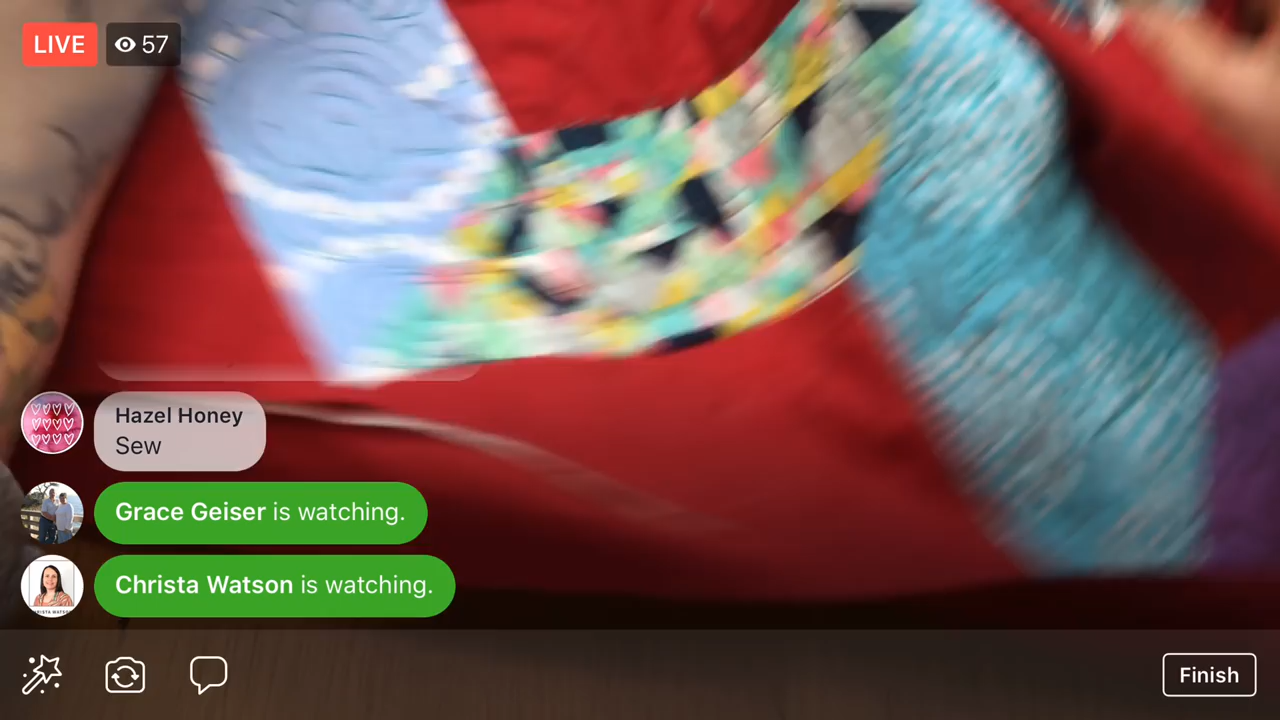 LIVE 57
Hazel Honey
Sew
Grace Geiser is watching.
Christa Watson is watching.
Finish